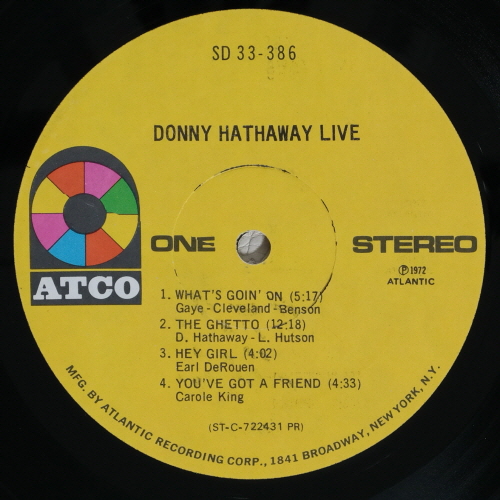 SD 33-386
DONNY HATHAWAY LIVE
ATCO
ONE
STEREO
Ⓟ1972
ATLANTIC
1. WHAT'S GOIN' ON (5:17)
Gaye-Cleveland-Benson
2. THE GHETTO (12:18)
D. Hathaway-L. Hutson
3. HEY GIRL (4:02)
Earl DeRouen
4. YOU'VE GOT A FRIEND (4:33)
Carole King
(ST-C-722431 PR)
MFG. BY ATLANTIC RECORDING CORP., 1841 BROADWAY, NEW YORK, N.Y.